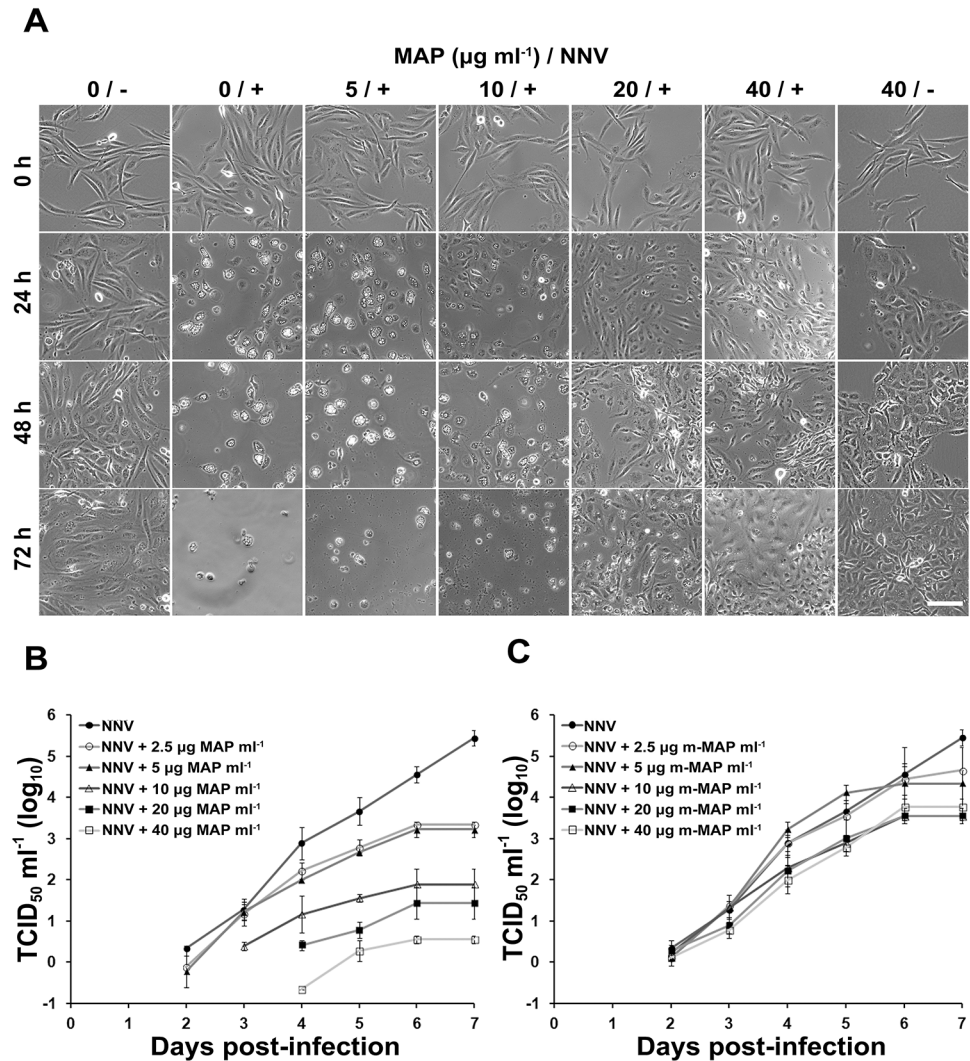 A
MAP (µg ml⁻¹) / NNV
0 / - 0 / + 5 / + 10 / + 20 / + 40 / + 40 / -
0 h
24 h
48 h
72 h
B
TCID₅₀ ml⁻¹ (log₁₀)
6
5
4
3
2
1
0
-1
NNV
NNV + 2.5 µg MAP ml⁻¹
NNV + 5 µg MAP ml⁻¹
NNV + 10 µg MAP ml⁻¹
NNV + 20 µg MAP ml⁻¹
NNV + 40 µg MAP ml⁻¹
0 1 2 3 4 5 6 7
Days post-infection
C
TCID₅₀ ml⁻¹ (log₁₀)
6
5
4
3
2
1
0
-1
NNV
NNV + 2.5 µg m-MAP ml⁻¹
NNV + 5 µg m-MAP ml⁻¹
NNV + 10 µg m-MAP ml⁻¹
NNV + 20 µg m-MAP ml⁻¹
NNV + 40 µg m-MAP ml⁻¹
0 1 2 3 4 5 6 7
Days post-infection